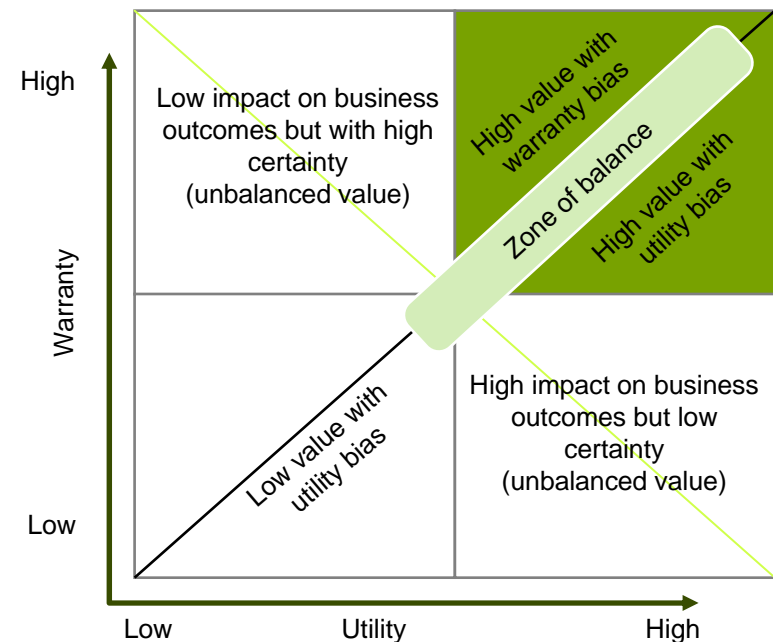 High
Low impact on business
outcomes but with high
certainty
(unbalanced value)
High value with
warranty bias
Zone of balance
High value with
utility bias
Warranty
Low value with
utility bias
High impact on business
outcomes but low
certainty
(unbalanced value)
Low
Low
Utility
High